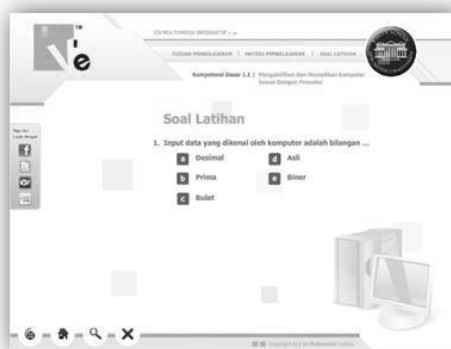 CD MULTIMEDIA INTERAKTIF
TUJUAN PEMBELAJARAN | MATERI PEMBELAJARAN | SOAL LATIHAN
Kompetensi Dasar 1.1 | Mengaktifkan dan Mematikan Komputer
Sesuai Dengan Prosedur
Soal Latihan
1. Input data yang dikenal oleh komputer adalah bilangan ...
a Desimal
b Prima
c Bulat
d Asli
e Biner